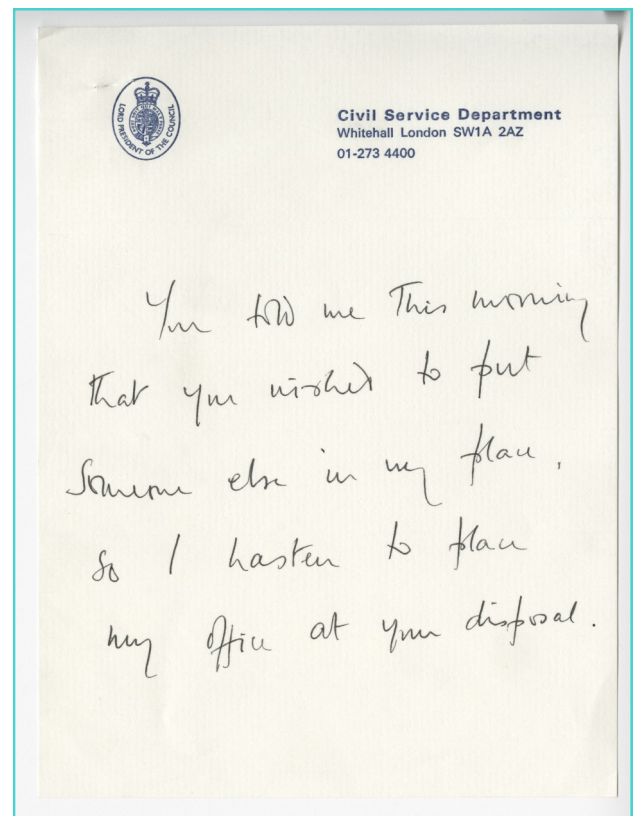 LORD PRESIDENT OF THE COUNCIL
Civil Service Department
Whitehall London SW1A 2AZ
01-273 4400
You told me This morning
that you wished to put
someone else in my place,
so I hasten to place
my office at your disposal.